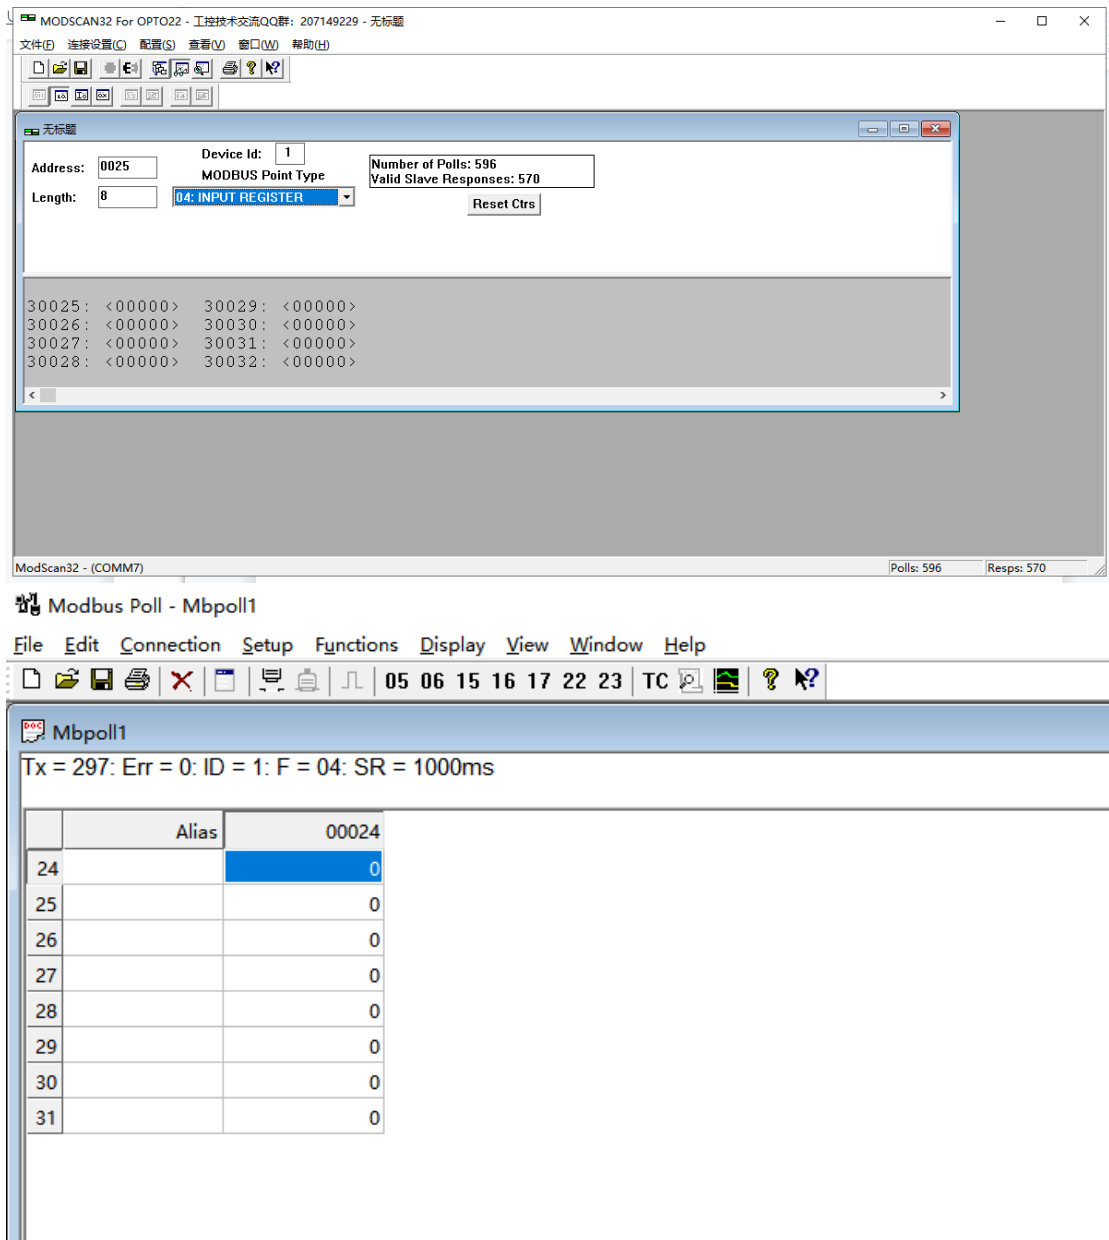 MODSCAN32 For OPTO22 - 工控技术交流QQ群：207149229 - 无标题
文件(F) 连接设置(C) 配置(S) 查看(V) 窗口(W) 帮助(H)
无标题
Address: 0025
Device Id: 1
MODBUS Point Type
Length: 8
04: INPUT REGISTER
Number of Polls: 596
Valid Slave Responses: 570
Reset Ctrs
30025: <00000> 30029: <00000>
30026: <00000> 30030: <00000>
30027: <00000> 30031: <00000>
30028: <00000> 30032: <00000>
ModScan32 - (COMM7) Polls: 596 Resps: 570
Modbus Poll - Mbpoll1
File Edit Connection Setup Functions Display View Window Help
05 06 15 16 17 22 23 TC
Mbpoll1
Tx = 297: Err = 0: ID = 1: F = 04: SR = 1000ms
Alias 00024
24 0
25 0
26 0
27 0
28 0
29 0
30 0
31 0